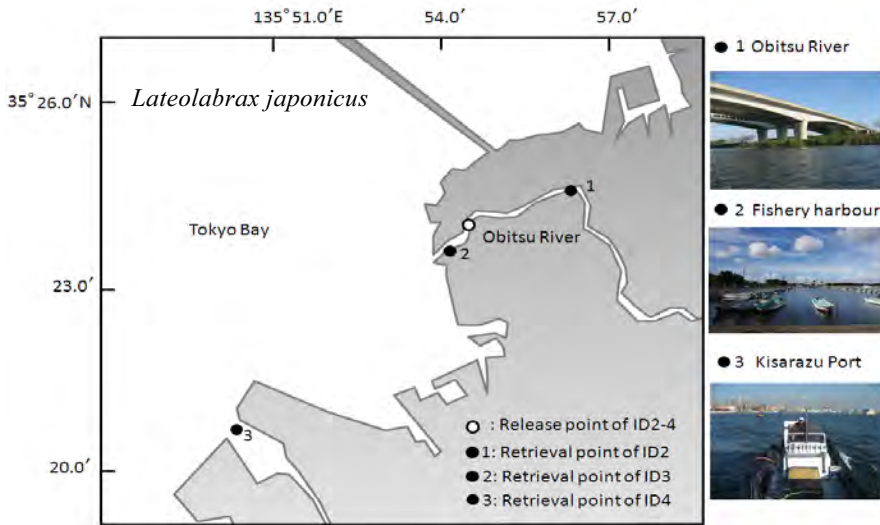 135°51.0′E
54.0′
57.0′
35°26.0′N
23.0′
20.0′
Lateolabrax japonicus
Tokyo Bay
1
Obitsu River
2
3
: Release point of ID2-4
1: Retrieval point of ID2
2: Retrieval point of ID3
3: Retrieval point of ID4
1 Obitsu River
2 Fishery harbour
3 Kisarazu Port